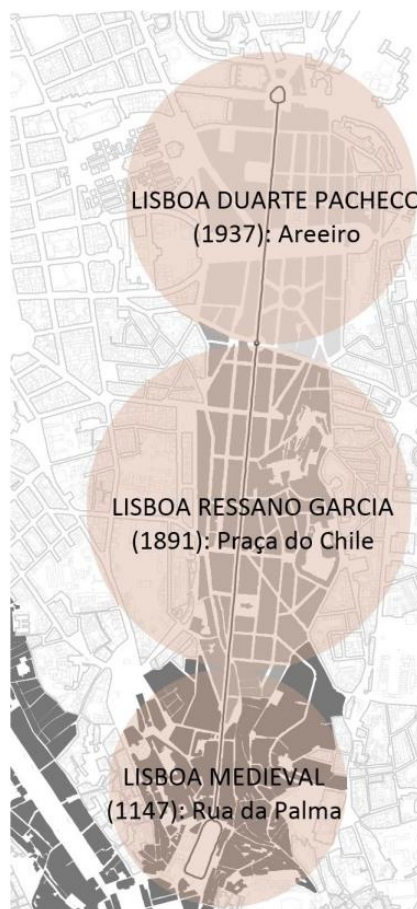 LISBOA DUARTE PACHECO
(1937): Areeiro
LISBOA RESSANO GARCIA
(1891): Praça do Chile
LISBOA MEDIEVAL
(1147): Rua da Palma